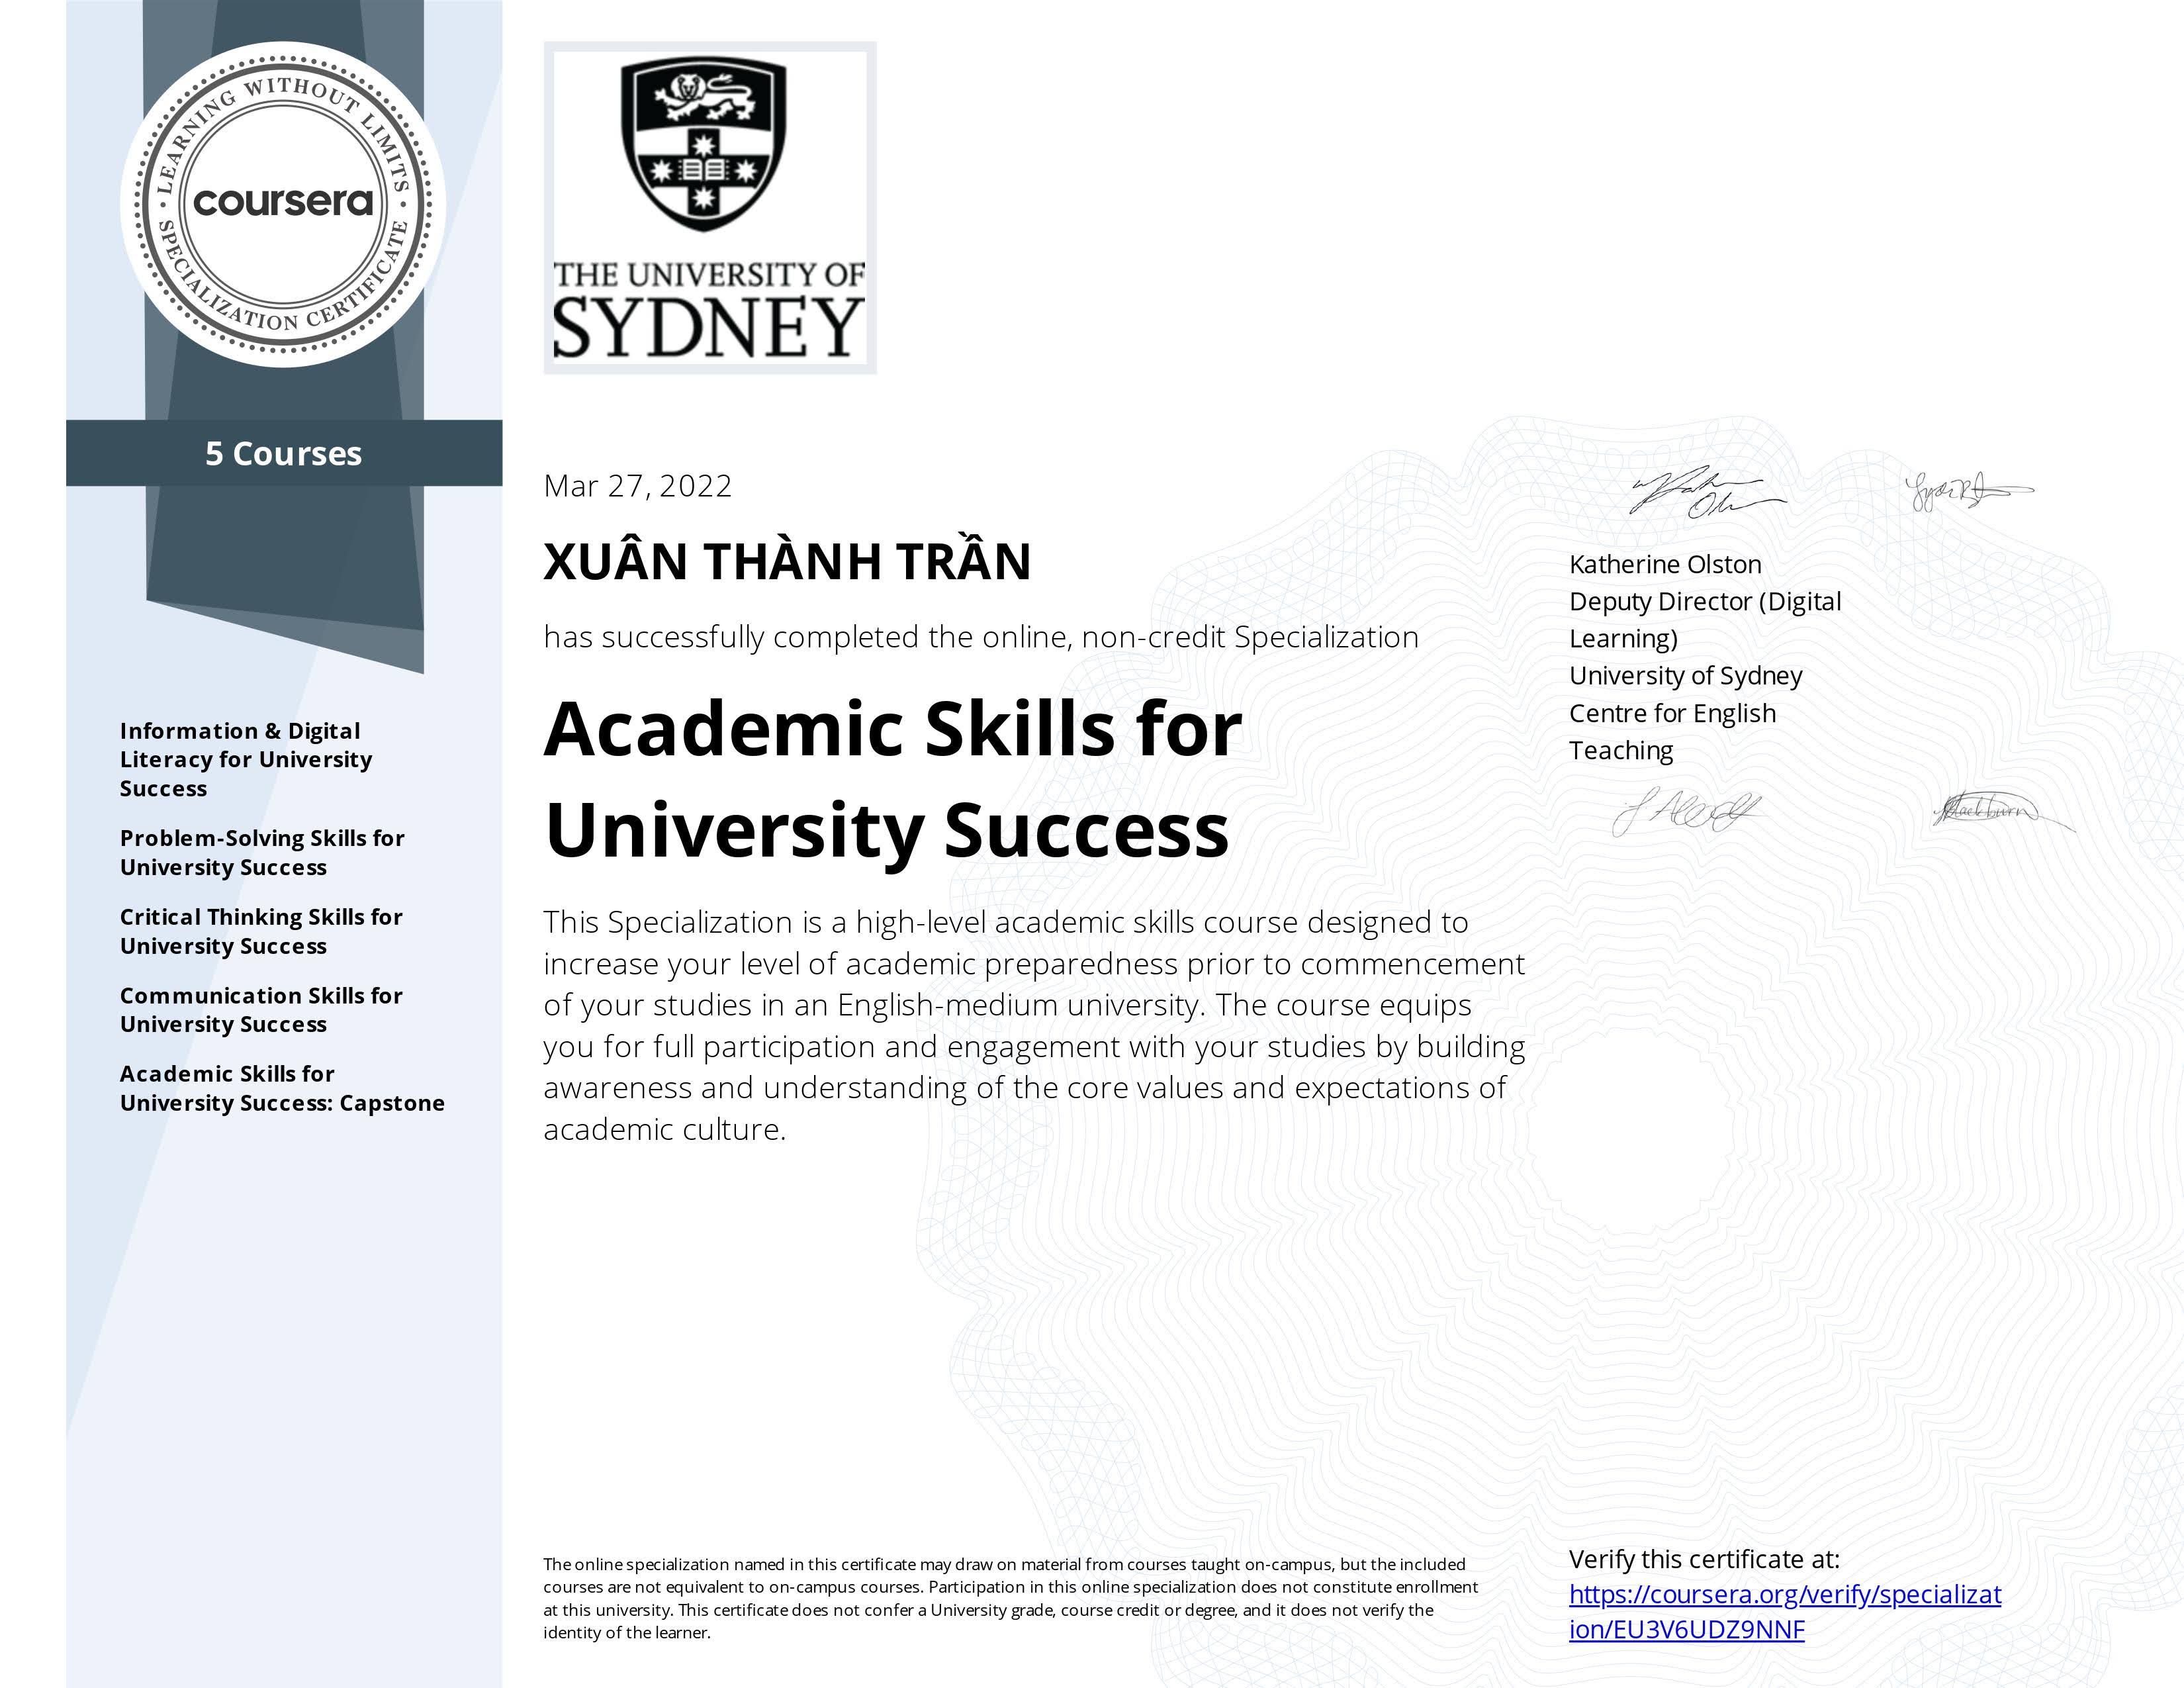 LEARNING WITHOUT LIMITS
coursera
SPECIALIZATION CERTIFICATE
5 Courses
Information & Digital
Literacy for University
Success
Problem-Solving Skills for
University Success
Critical Thinking Skills for
University Success
Communication Skills for
University Success
Academic Skills for
University Success: Capstone
THE UNIVERSITY OF
SYDNEY
Mar 27, 2022
XUÂN THÀNH TRẦN
has successfully completed the online, non-credit Specialization
Academic Skills for
University Success
This Specialization is a high-level academic skills course designed to
increase your level of academic preparedness prior to commencement
of your studies in an English-medium university. The course equips
you for full participation and engagement with your studies by building
awareness and understanding of the core values and expectations of
academic culture.
Katherine Olston
Deputy Director (Digital
Learning)
University of Sydney
Centre for English
Teaching
The online specialization named in this certificate may draw on material from courses taught on-campus, but the included
courses are not equivalent to on-campus courses. Participation in this online specialization does not constitute enrollment
at this university. This certificate does not confer a University grade, course credit or degree, and it does not verify the
identity of the learner.
Verify this certificate at:
https://coursera.org/verify/specializat
ion/EU3V6UDZ9NNF